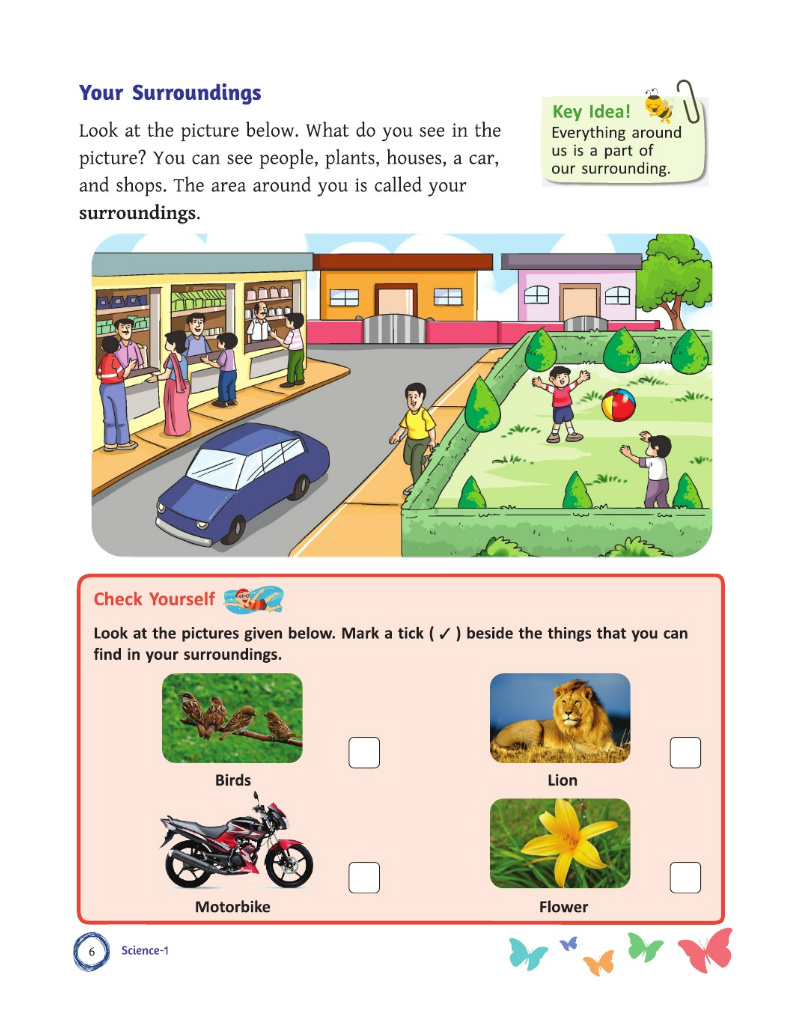 Your Surroundings
Look at the picture below. What do you see in the
picture? You can see people, plants, houses, a car,
and shops. The area around you is called your
surroundings.
Key Idea!
Everything around
us is a part of
our surrounding.
Check Yourself
Look at the pictures given below. Mark a tick ( ✓ ) beside the things that you can
find in your surroundings.
Birds
Lion
Motorbike
Flower
6
Science-1